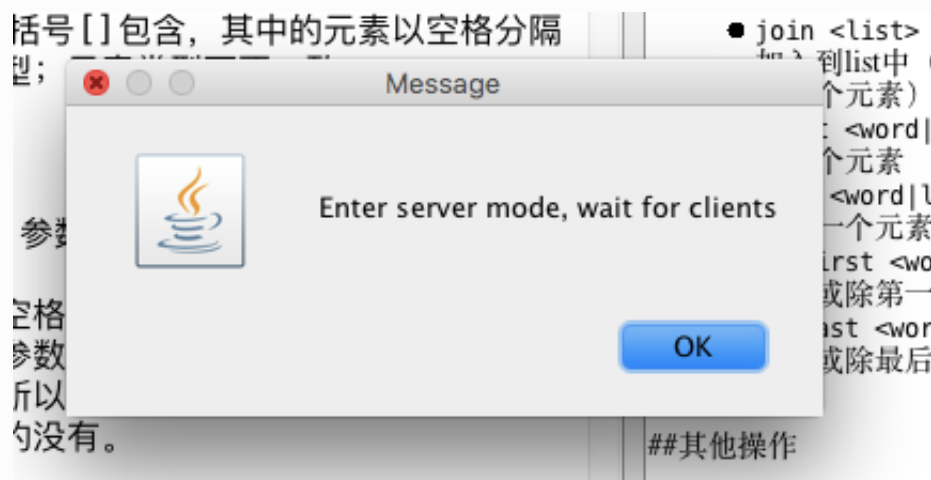 括号[]包含，其中的元素以空格分隔
型；
参数
空格
参数
所以
的没有。
Message
Enter server mode, wait for clients
OK
● join <list>
到list中（
个元素）
<word|
个元素
<word|l
一个元素
irst <wo
或除第一
ast <wor
或除最后
##其他操作